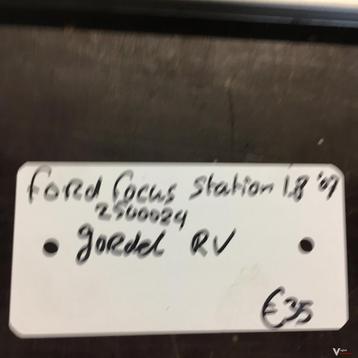 Ford Focus Station 1.8 '07
2500024
gordel RV
€35